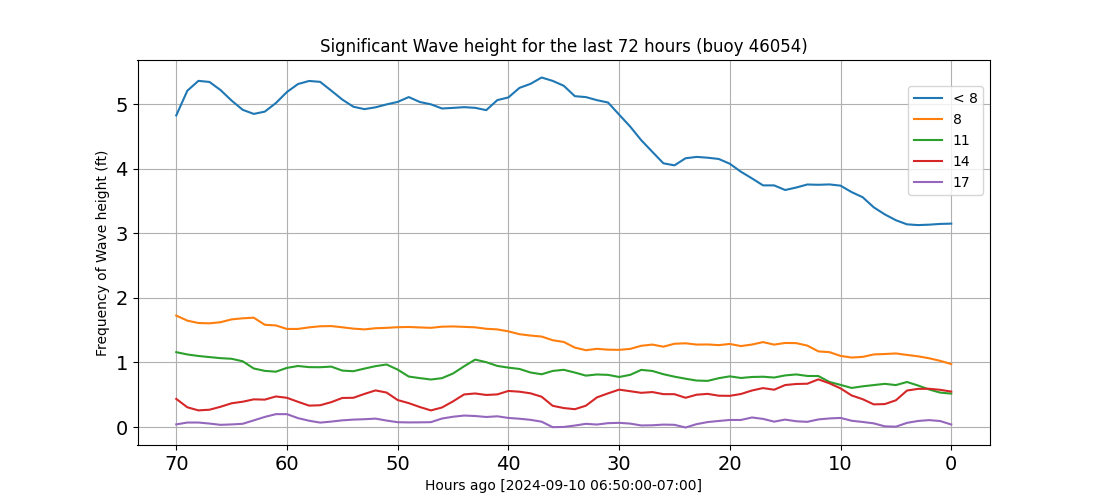 Significant Wave height for the last 72 hours (buoy 46054)
Frequency of Wave height (ft)
5
4
3
2
1
0
< 8
8
11
14
17
70 60 50 40 30 20 10 0
Hours ago [2024-09-10 06:50:00-07:00]